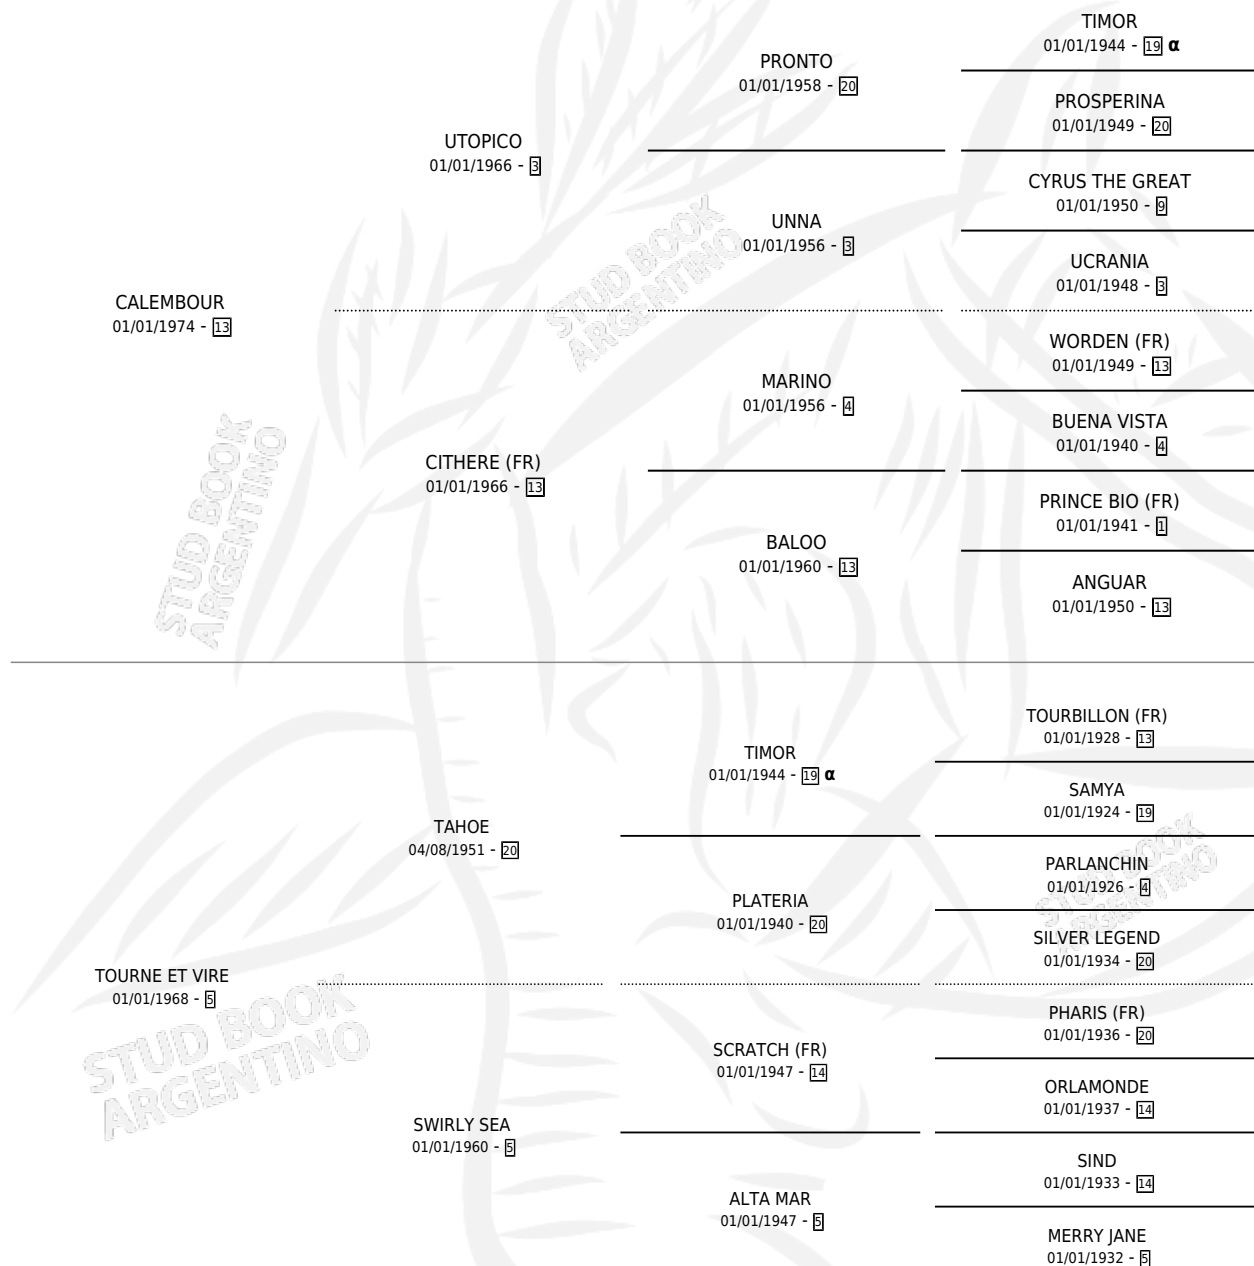 TIMOR
01/01/1944 - 19 α
PRONTO
01/01/1958 - 20
PROSPERINA
01/01/1949 - 20
UTOPICO
01/01/1966 - 3
CYRUS THE GREAT
01/01/1950 - 9
UNNA
01/01/1956 - 3
UCRANIA
01/01/1948 - 3
CALEMBOUR
01/01/1974 - 13
WORDEN (FR)
01/01/1949 - 13
MARINO
01/01/1956 - 4
BUENA VISTA
01/01/1940 - 4
CITHERE (FR)
01/01/1966 - 13
PRINCE BIO (FR)
01/01/1941 - 1
BALOO
01/01/1960 - 13
ANGUAR
01/01/1950 - 13
TOURBILLON (FR)
01/01/1928 - 13
TIMOR
01/01/1944 - 19 α
SAMYA
01/01/1924 - 19
TAHOE
04/08/1951 - 20
PARLANCHIN
01/01/1926 - 4
PLATERIA
01/01/1940 - 20
SILVER LEGEND
01/01/1934 - 20
TOURNE ET VIRE
01/01/1968 - 5
PHARIS (FR)
01/01/1936 - 20
SCRATCH (FR)
01/01/1947 - 14
ORLAMONDE
01/01/1937 - 14
SWIRLY SEA
01/01/1960 - 5
SIND
01/01/1933 - 14
ALTA MAR
01/01/1947 - 5
MERRY JANE
01/01/1932 - 5
STUD BOOK
ARGENTINO
STUD BOOK
ARGENTINO
STUD BOOK
ARGENTINO
STUD BOOK
ARGENTINO